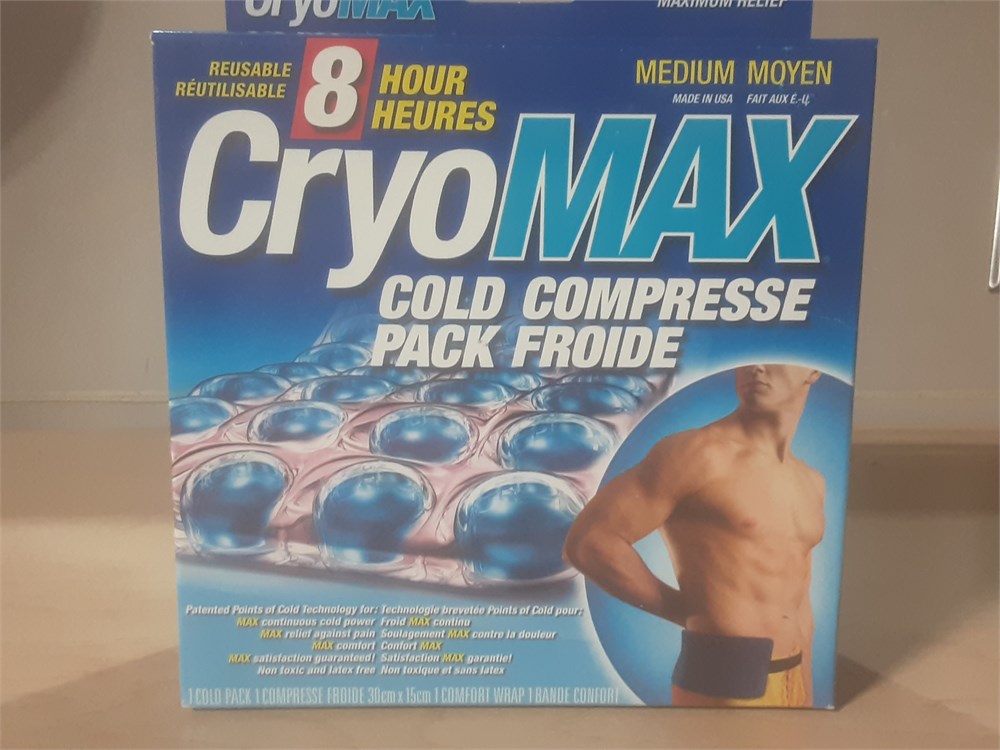 CryoMAX
MAXIMUM RELIEF
REUSABLE
RÉUTILISABLE
8
HOUR
HEURES
MEDIUM MOYEN
MADE IN USA FAIT AUX É.-U.
CryoMAX
COLD COMPRESSE
PACK FROIDE
Patented Points of Cold Technology for: Technologie brevetée Points of Cold pour:
MAX continuous cold power Froid MAX continu
MAX relief against pain Soulagement MAX contre la douleur
MAX comfort Confort MAX
MAX satisfaction guaranteed! Satisfaction MAX garantie!
Non toxic and latex free Non toxique et sans latex
1 COLD PACK 1 COMPRESSE FROIDE 30cm x 15cm 1 COMFORT WRAP 1 BANDE CONFORT